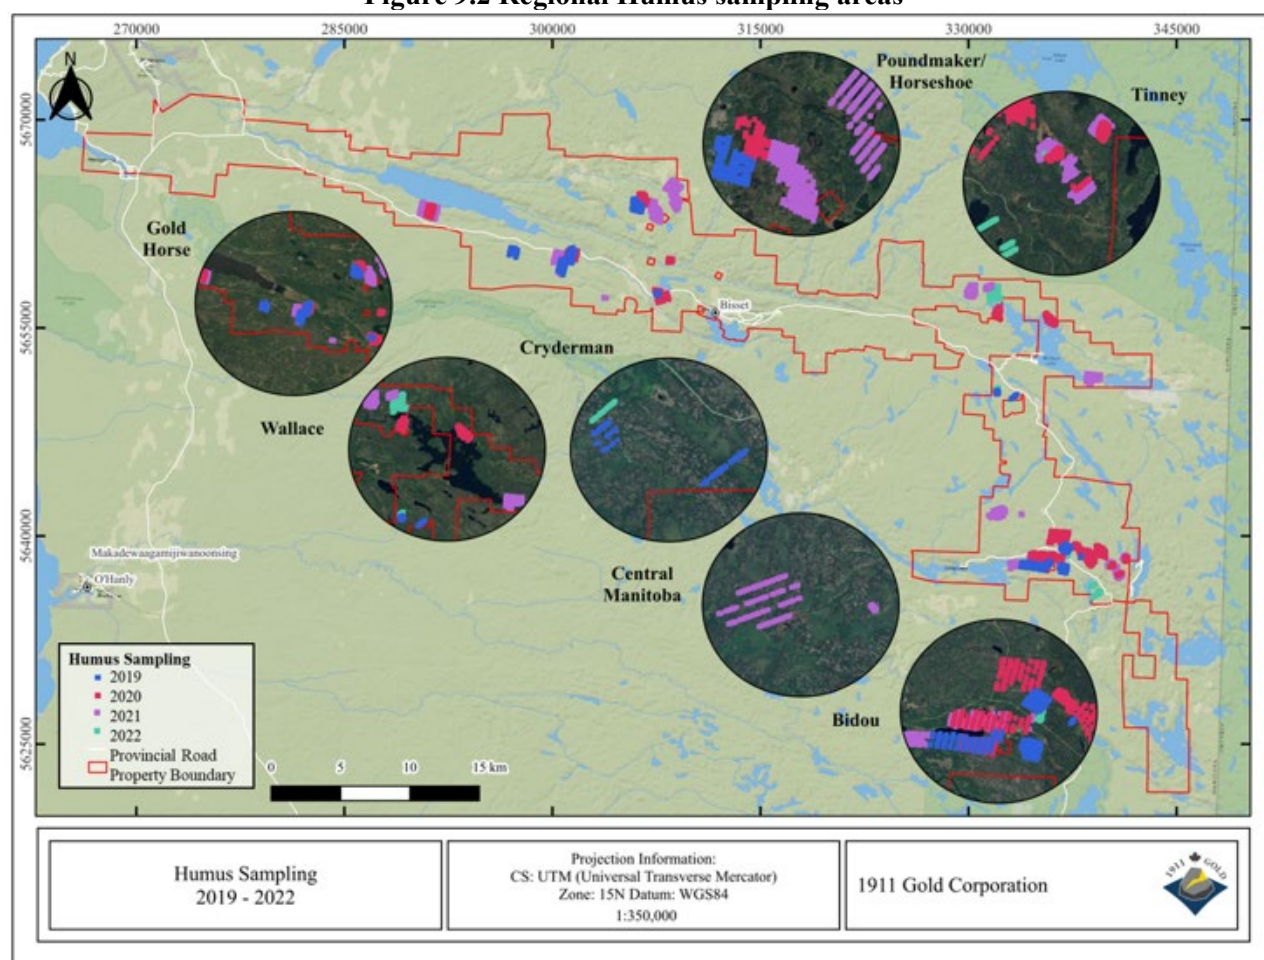 Figure 9.2 Regional Humus sampling areas
270000
285000
300000
315000
330000
345000
5670000
5655000
5640000
5625000
N
Poundmaker/
Horseshoe
Tinney
Gold
Horse
Bisset
Cryderman
Wallace
Makadewaagamijiwanoonsing
O'Hanly
Central
Manitoba
Bidou
Humus Sampling
2019
2020
2021
2022
Provincial Road
Property Boundary
0 5 10 15 km
Humus Sampling
2019 - 2022
Projection Information:
CS: UTM (Universal Transverse Mercator)
Zone: 15N Datum: WGS84
1:350,000
1911 Gold Corporation
1911 GOLD